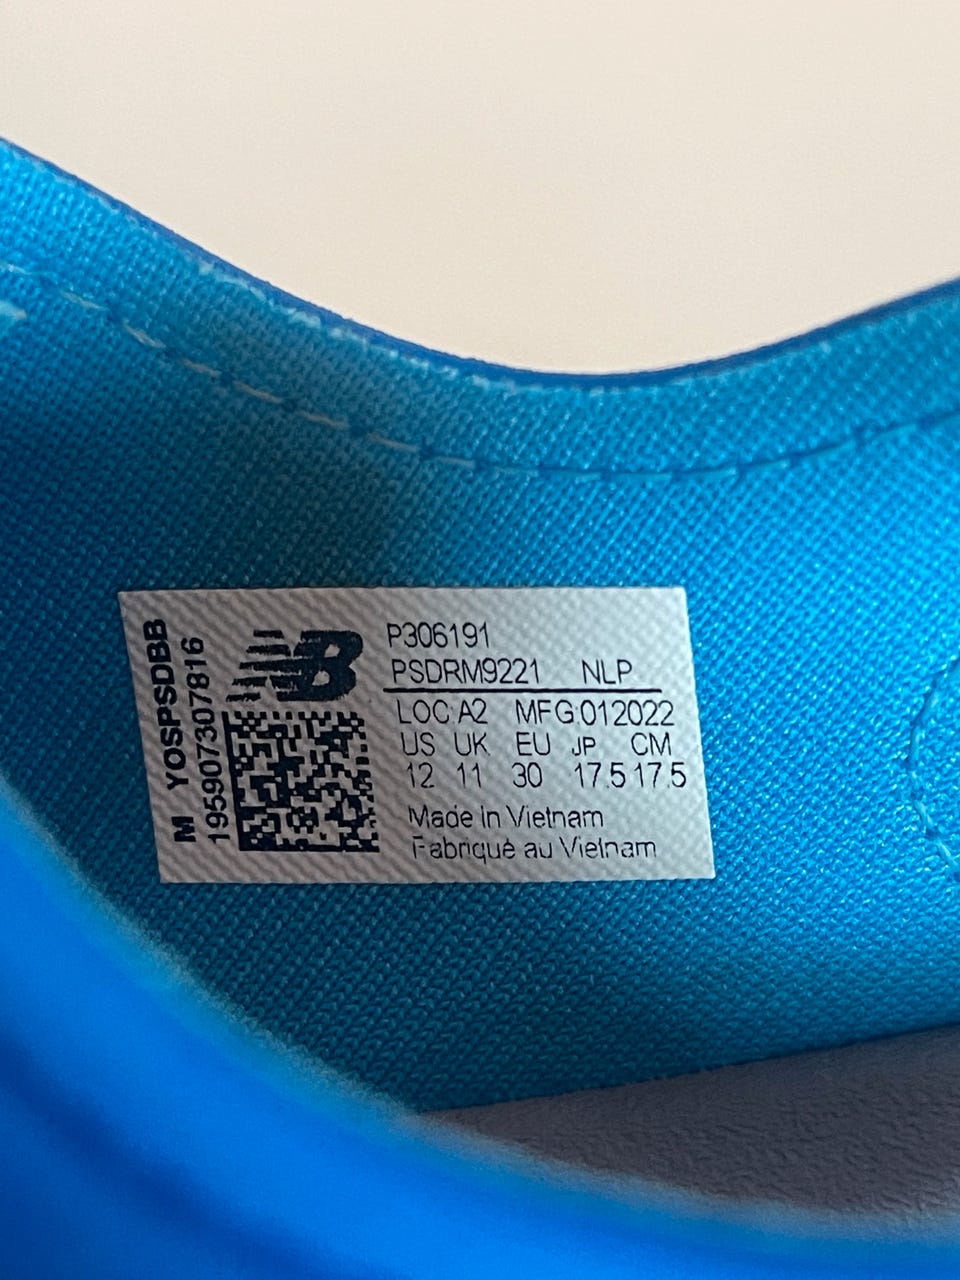 M YOSPSDBB
195907307816
NB
P306191
PSDRM9221 NLP
LOC:A2 MFG:012022
US UK EU JP CM
12 11 30 17.5 17.5
Made In Vietnam
Fabriqué au Vietnam